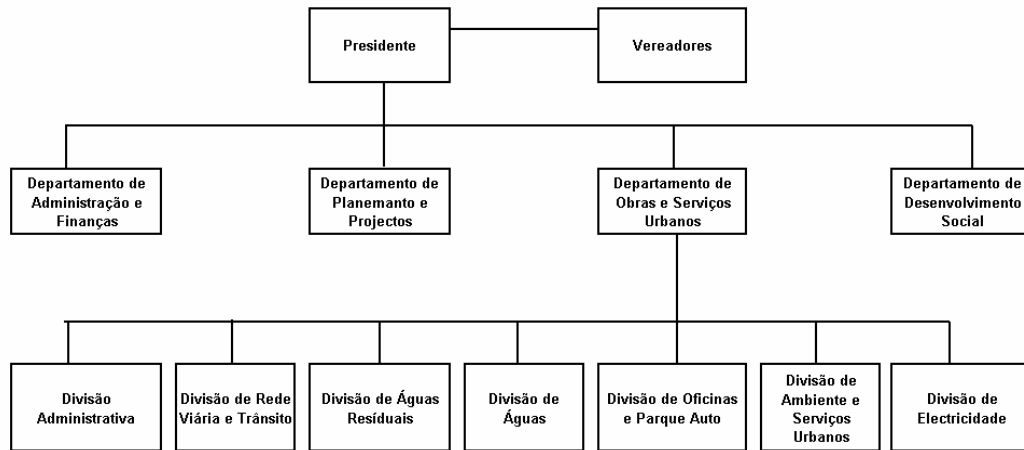 Presidente
Vereadores
Departamento de
Administração e
Finanças
Departamento de
Planemanto e
Projectos
Departamento de
Obras e Serviços
Urbanos
Departamento de
Desenvolvimento
Social
Divisão
Administrativa
Divisão de Rede
Viária e Trânsito
Divisão de Águas
Resíduais
Divisão de
Águas
Divisão de Oficinas
e Parque Auto
Divisão de
Ambiente e
Serviços
Urbanos
Divisão de
Electricidade